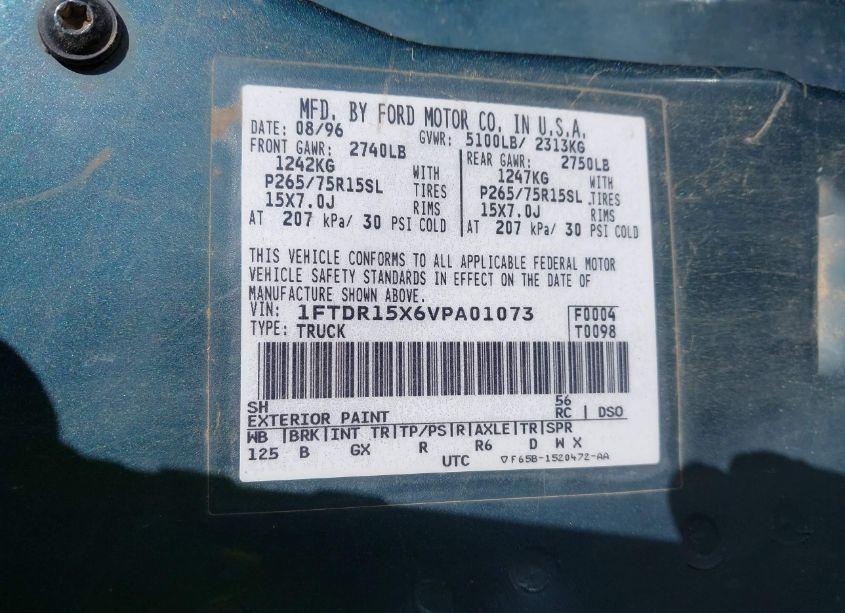 MFD. BY FORD MOTOR CO. IN U.S.A.
DATE: 08/96 GVWR: 5100LB/ 2313KG
FRONT GAWR: 2740LB REAR GAWR: 2750LB
1242KG WITH 1247KG WITH
P265/75R15SL TIRES P265/75R15SL TIRES
15X7.0J RIMS 15X7.0J RIMS
AT 207 kPa/ 30 PSI COLD AT 207 kPa/ 30 PSI COLD
THIS VEHICLE CONFORMS TO ALL APPLICABLE FEDERAL MOTOR
VEHICLE SAFETY STANDARDS IN EFFECT ON THE DATE OF
MANUFACTURE SHOWN ABOVE.
VIN: 1FTDR15X6VPA01073 F0004
TYPE: TRUCK T0098
SH 56
EXTERIOR PAINT RC | DSO
WB |BRK|INT TR|TP/PS|R|AXLE|TR|SPR
125 B GX R R6 D W X
UTC ▽F65B-1520472-AA